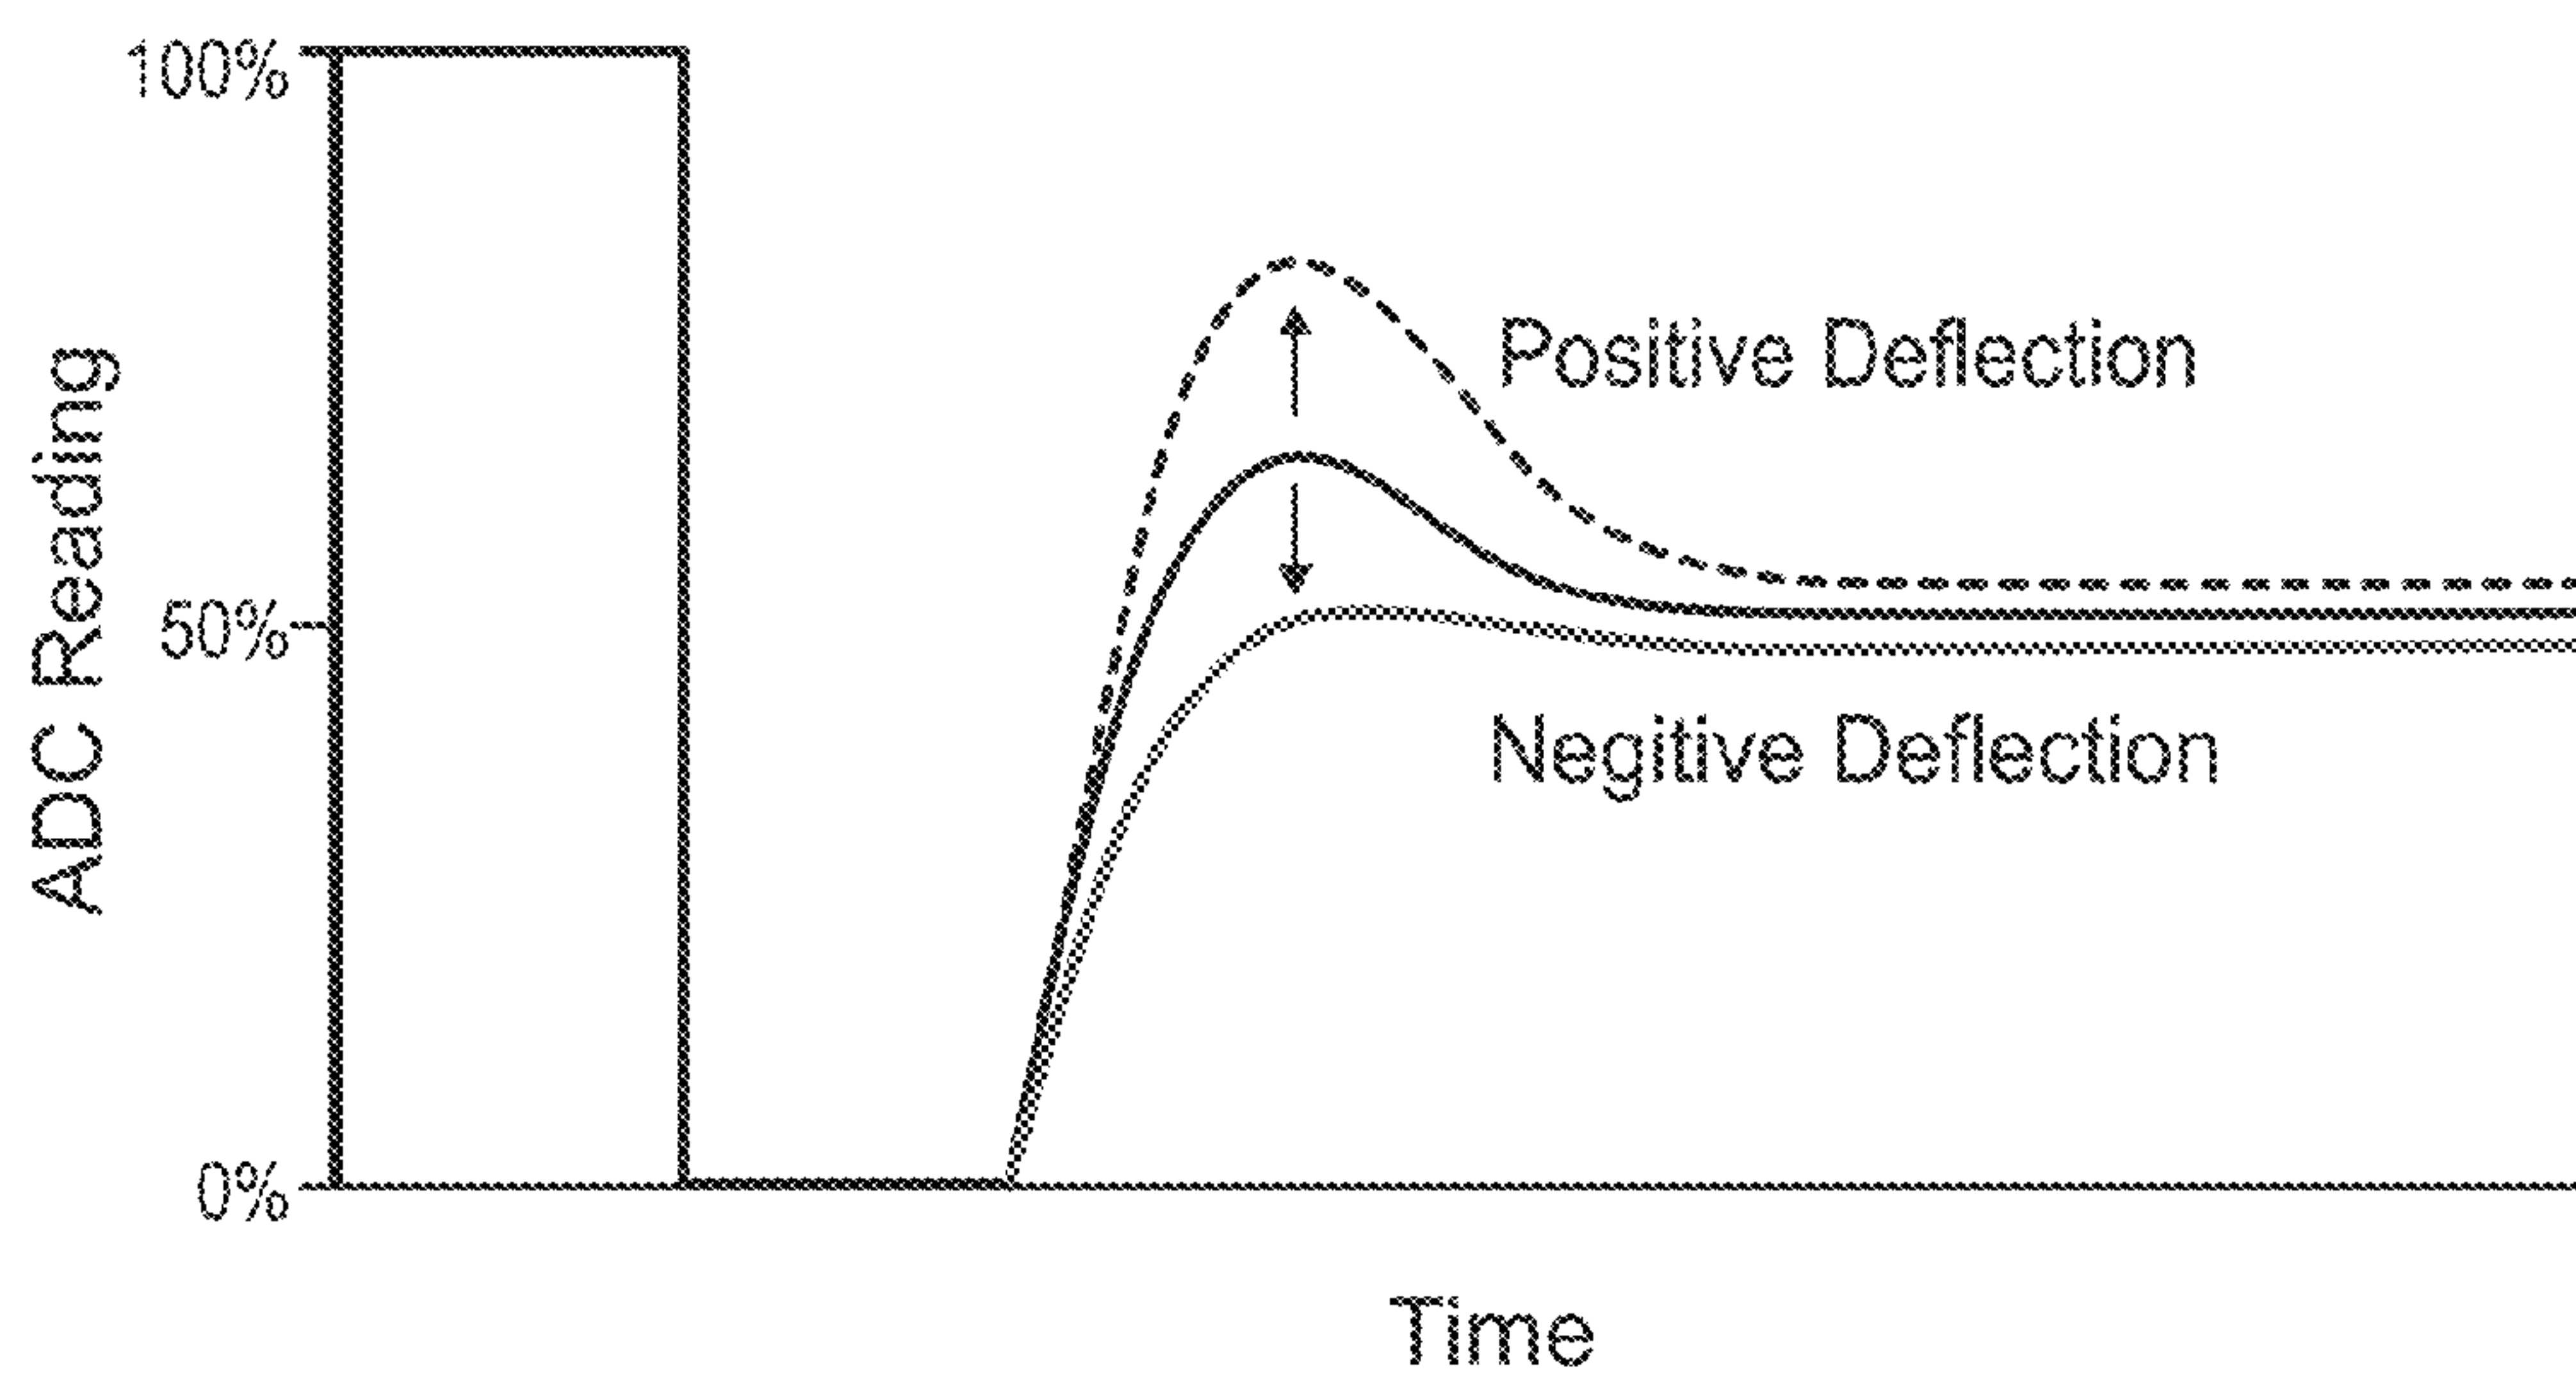 100%
Positive Deflection
ADC Reading
50%
Negitive Deflection
0%
Time